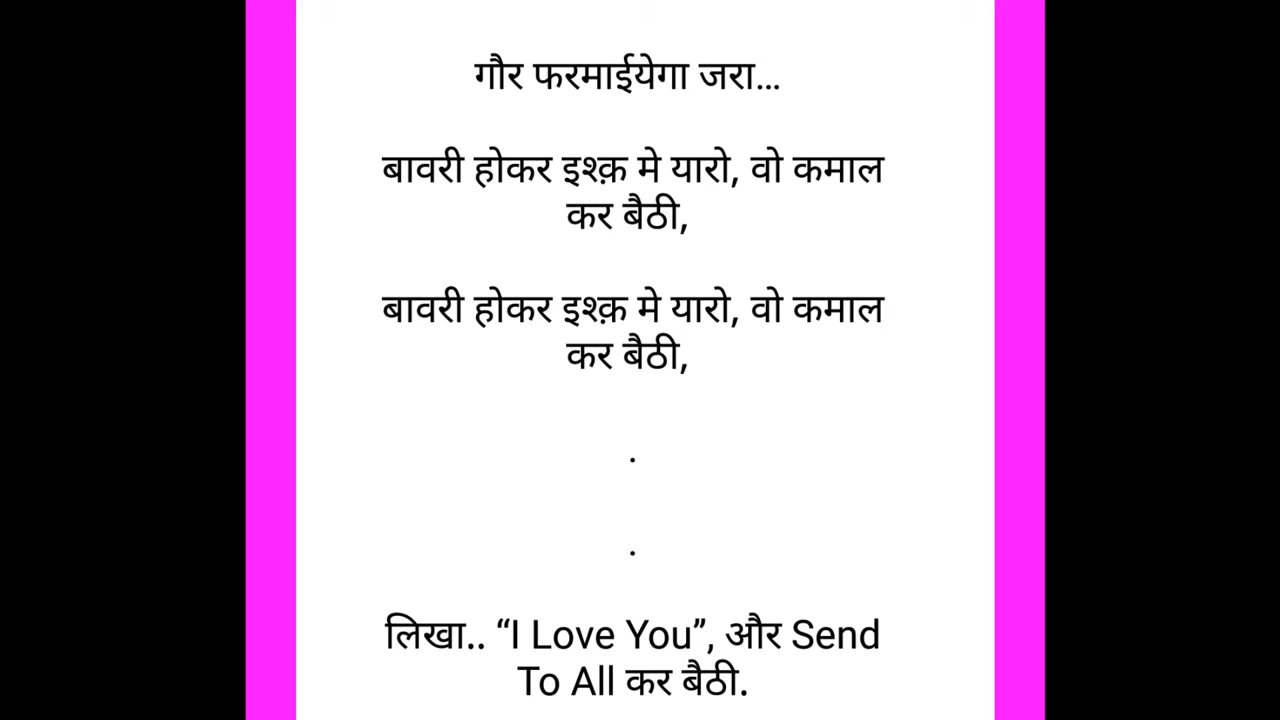 गौर फरमाईयेगा जरा...
बावरी होकर इश्क़ मे यारो, वो कमाल
कर बैठी,
बावरी होकर इश्क़ मे यारो, वो कमाल
कर बैठी,
.
.
लिखा.. “I Love You”, और Send
To All कर बैठी.